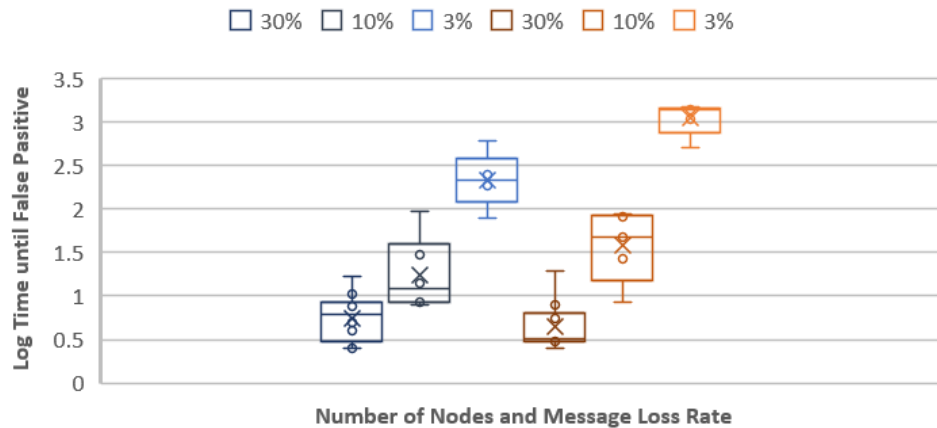 30% 10% 3% 30% 10% 3%
Log Time until False Pasitive
3.5
3
2.5
2
1.5
1
0.5
0
Number of Nodes and Message Loss Rate